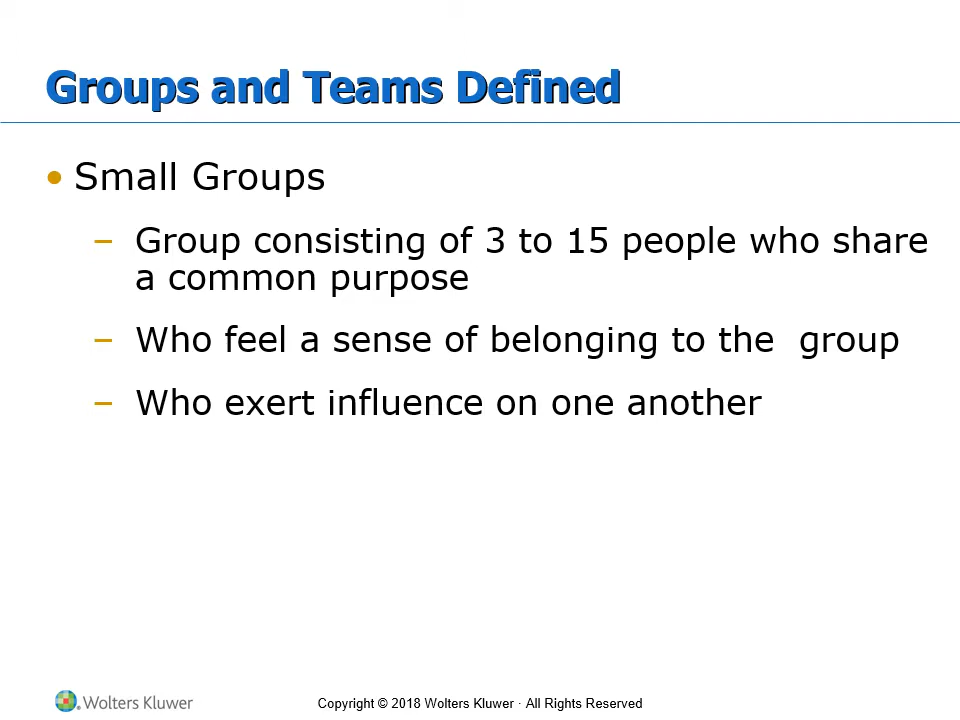 Groups and Teams Defined
• Small Groups
– Group consisting of 3 to 15 people who share
a common purpose
– Who feel a sense of belonging to the  group
– Who exert influence on one another
Wolters Kluwer
Copyright © 2018 Wolters Kluwer · All Rights Reserved